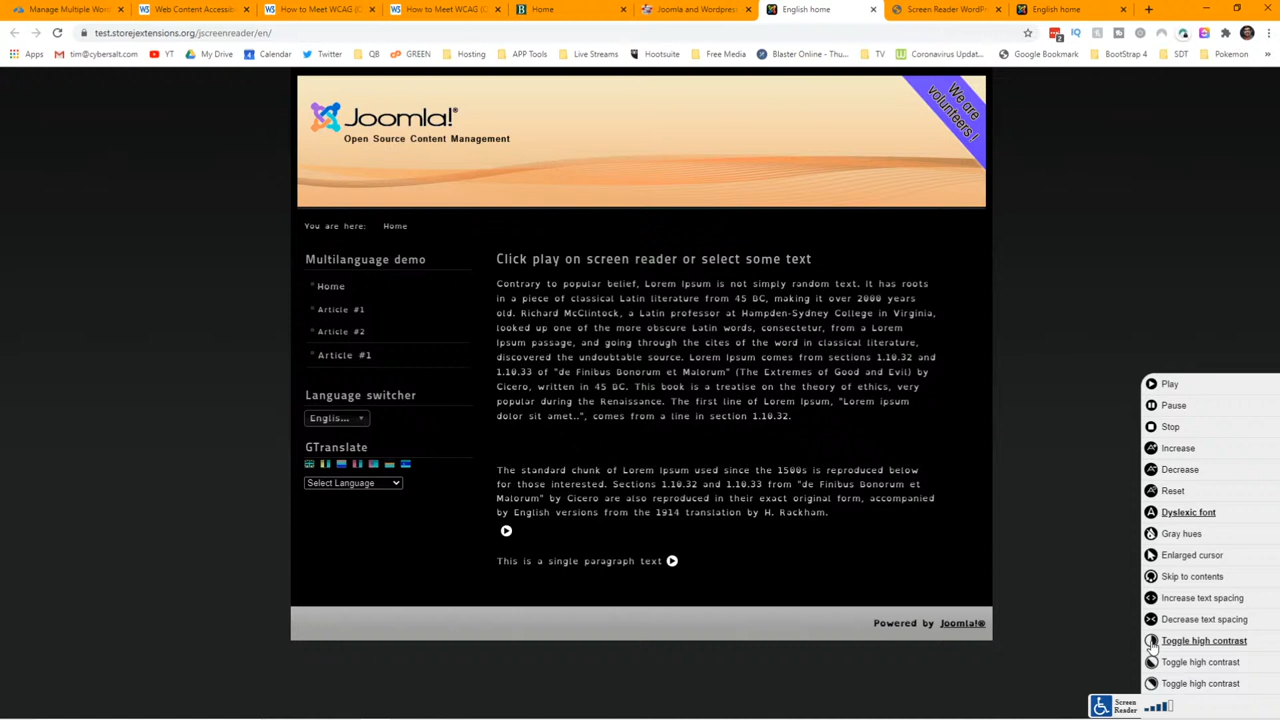 Manage Multiple Word
Web Content Accessib
How to Meet WCAG (C
How to Meet WCAG (C
Home
Joomla and Wordpress
English home
Screen Reader WordPr
English home
test.storejextensions.org/jscreenreader/en/
Apps
tim@cybersalt.com
YT
My Drive
Calendar
Twitter
QB
GREEN
Hosting
APP Tools
Live Streams
Hootsuite
Free Media
Blaster Online - Thu...
TV
Coronavirus Updat...
Google Bookmark
BootStrap 4
SDT
Pokemon
Joomla!®
Open Source Content Management
We are
volunteers !
You are here: Home
Multilanguage demo
Home
Article #1
Article #2
Article #1
Language switcher
Englis...
GTranslate
Select Language
Click play on screen reader or select some text
Contrary to popular belief, Lorem Ipsum is not simply random text. It has roots
in a piece of classical Latin literature from 45 BC, making it over 2000 years
old. Richard McClintock, a Latin professor at Hampden-Sydney College in Virginia,
looked up one of the more obscure Latin words, consectetur, from a Lorem
Ipsum passage, and going through the cites of the word in classical literature,
discovered the undoubtable source. Lorem Ipsum comes from sections 1.10.32 and
1.10.33 of "de Finibus Bonorum et Malorum" (The Extremes of Good and Evil) by
Cicero, written in 45 BC. This book is a treatise on the theory of ethics, very
popular during the Renaissance. The first line of Lorem Ipsum, "Lorem ipsum
dolor sit amet..", comes from a line in section 1.10.32.
The standard chunk of Lorem Ipsum used since the 1500s is reproduced below
for those interested. Sections 1.10.32 and 1.10.33 from "de Finibus Bonorum et
Malorum" by Cicero are also reproduced in their exact original form, accompanied
by English versions from the 1914 translation by H. Rackham.
This is a single paragraph text
Powered by Joomla!®
Play
Pause
Stop
Increase
Decrease
Reset
Dyslexic font
Gray hues
Enlarged cursor
Skip to contents
Increase text spacing
Decrease text spacing
Toggle high contrast
Toggle high contrast
Toggle high contrast
Screen
Reader